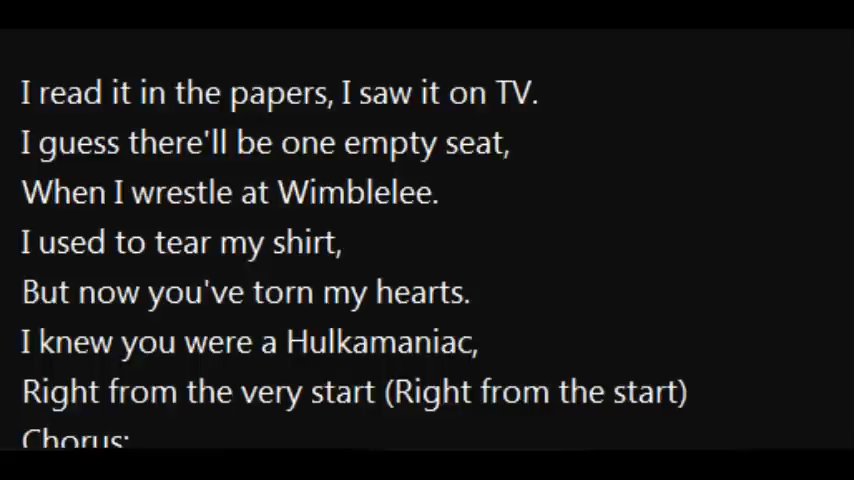 I read it in the papers, I saw it on TV.
I guess there'll be one empty seat,
When I wrestle at Wimblelee.
I used to tear my shirt,
But now you've torn my hearts.
I knew you were a Hulkamaniac,
Right from the very start (Right from the start)
Chorus: